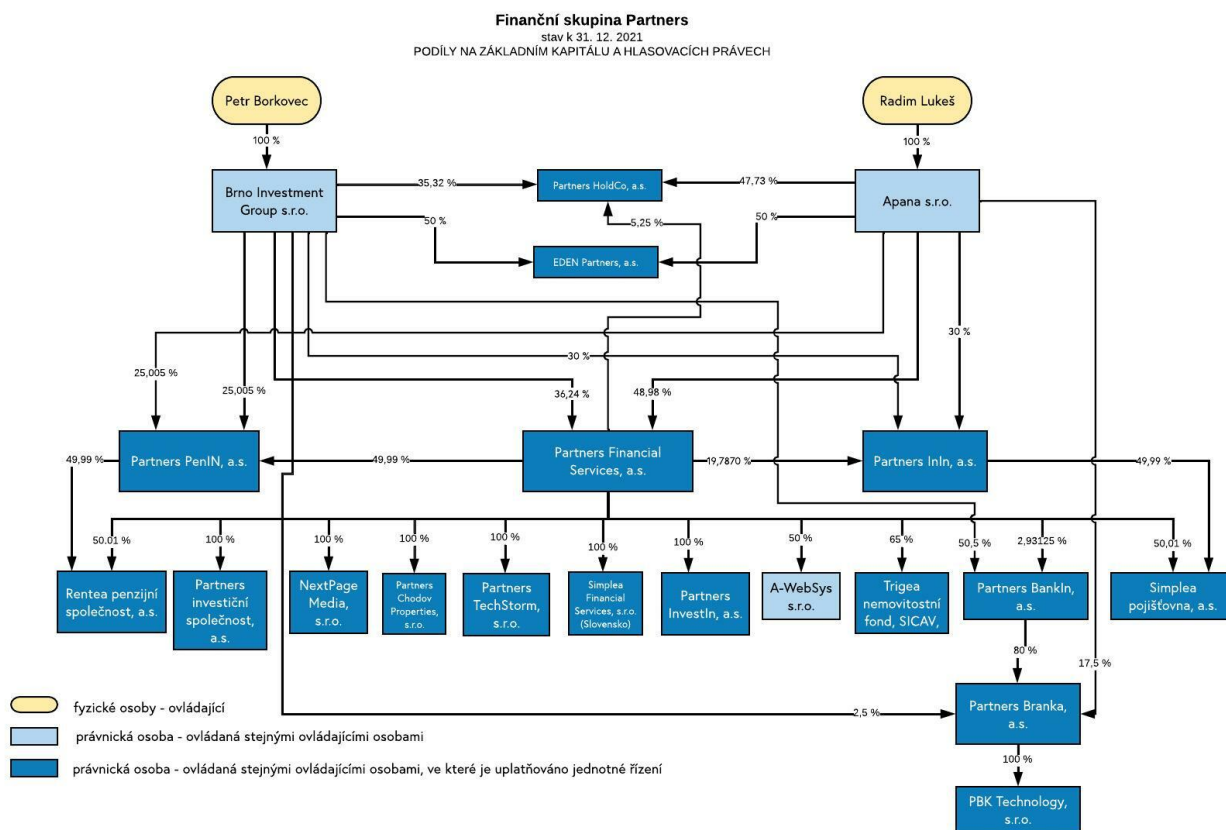 Finanční skupina Partners
stav k 31. 12. 2021
PODÍLY NA ZÁKLADNÍM KAPITÁLU A HLASOVACÍCH PRÁVECH
Petr Borkovec
Radim Lukeš
100 %
100 %
Brno Investment
Group s.r.o.
35,32 %
Partners HoldCo, a.s.
47,73 %
Apana s.r.o.
50 %
5,25 %
50 %
EDEN Partners, a.s.
30 %
30 %
25,005 %
25,005 %
36,24 %
48,98 %
49,99 %
Partners PenIN, a.s.
49,99 %
Partners Financial
Services, a.s.
49,7870 %
Partners InIn, a.s.
49,99 %
50,01 %
100 %
100 %
100 %
100 %
100 %
100 %
50 %
65 %
50,5 %
2,93125 %
50,01 %
Rentea penzijní
společnost, a.s.
Partners
investiční
společnost,
a.s.
NextPage
Media,
s.r.o.
Partners
Chodov
Properties,
s.r.o.
Partners
TechStorm,
s.r.o.
Simplea
Financial
Services, s.r.o.
(Slovensko)
Partners
InvestIn, a.s.
A-WebSys
s.r.o.
Trigea
nemovitostní
fond, SICAV,
Partners BankIn,
a.s.
Simplea
pojišťovna, a.s.
80 %
17,5 %
2,5 %
Partners Branka,
a.s.
100 %
PBK Technology,
s.r.o.
fyzické osoby - ovládající
právnická osoba - ovládaná stejnými ovládajícími osobami
právnická osoba - ovládaná stejnými ovládajícími osobami, ve které je uplatňováno jednotné řízení